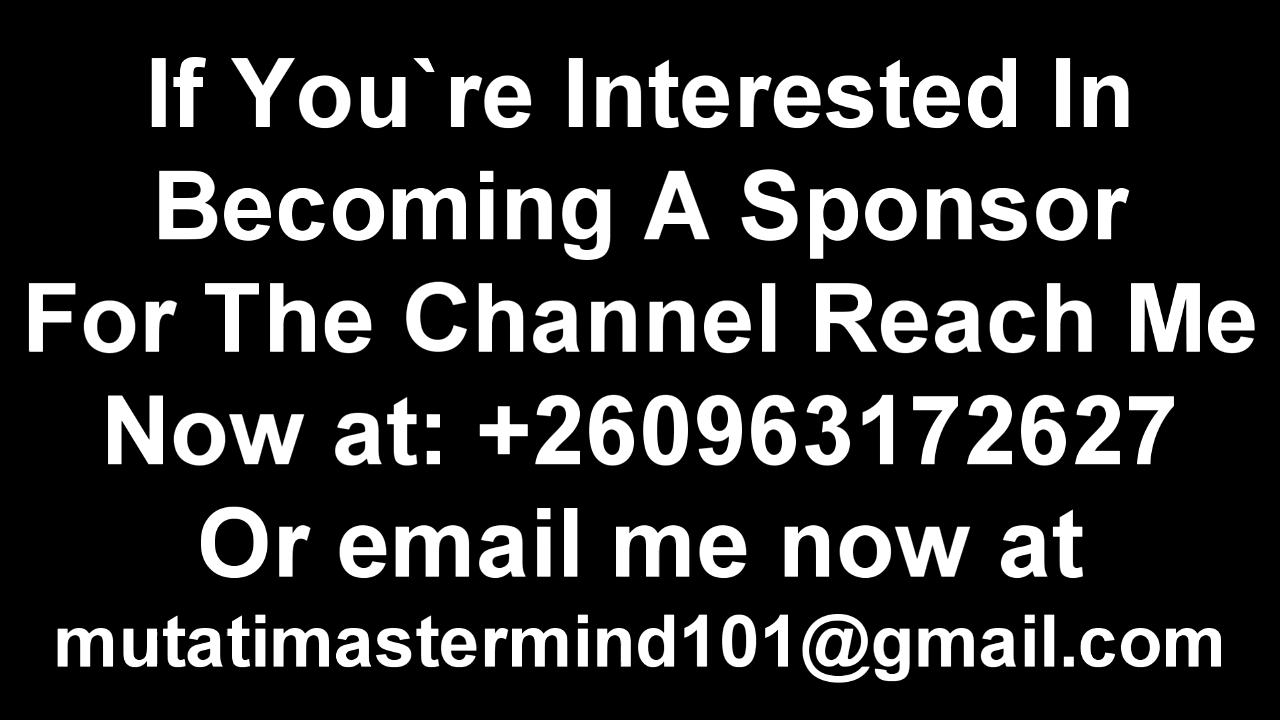 If You`re Interested In
Becoming A Sponsor
For The Channel Reach Me
Now at: +260963172627
Or email me now at
mutatimastermind101@gmail.com